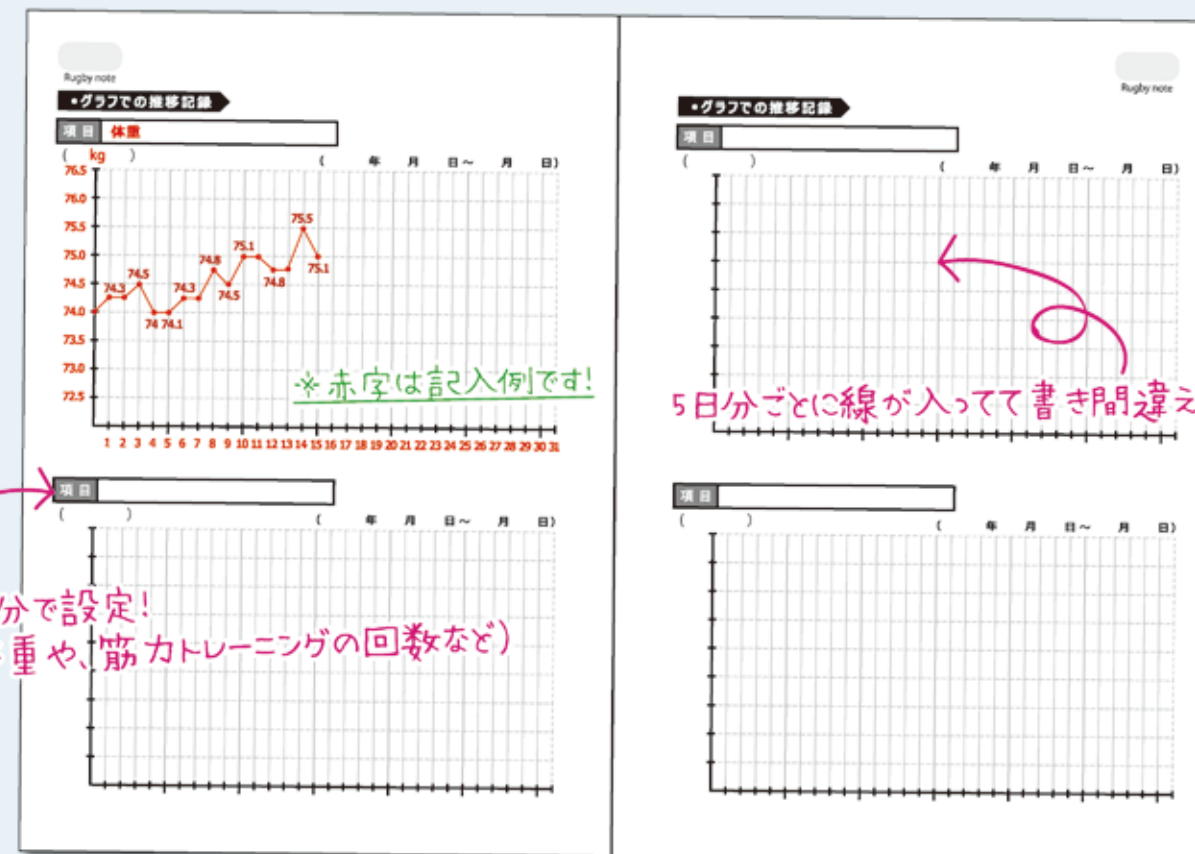 Rugby note
・グラフでの推移記録
項目 体重
( kg )
( 年 月 日～ 月 日)
76.5
76.0
75.5
75.0
74.5
74.0
73.5
73.0
72.5
74.3
74.5
74
74.1
74.3
74.8
74.5
75.1
74.8
75.5
75.1
※赤字は記入例です!
1 2 3 4 5 6 7 8 9 10 11 12 13 14 15 16 17 18 19 20 21 22 23 24 25 26 27 28 29 30 31
項目
( )
( 年 月 日～ 月 日)
分で設定!
重や、筋力トレーニングの回数など)
Rugby note
・グラフでの推移記録
項目
( )
( 年 月 日～ 月 日)
5日分ごとに線が入ってて書き間違え
項目
( )
( 年 月 日～ 月 日)